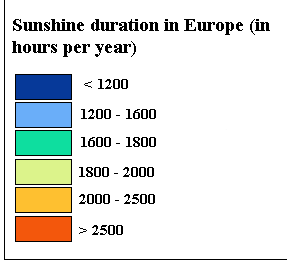 Sunshine duration in Europe (in
hours per year)
< 1200
1200 - 1600
1600 - 1800
1800 - 2000
2000 - 2500
> 2500